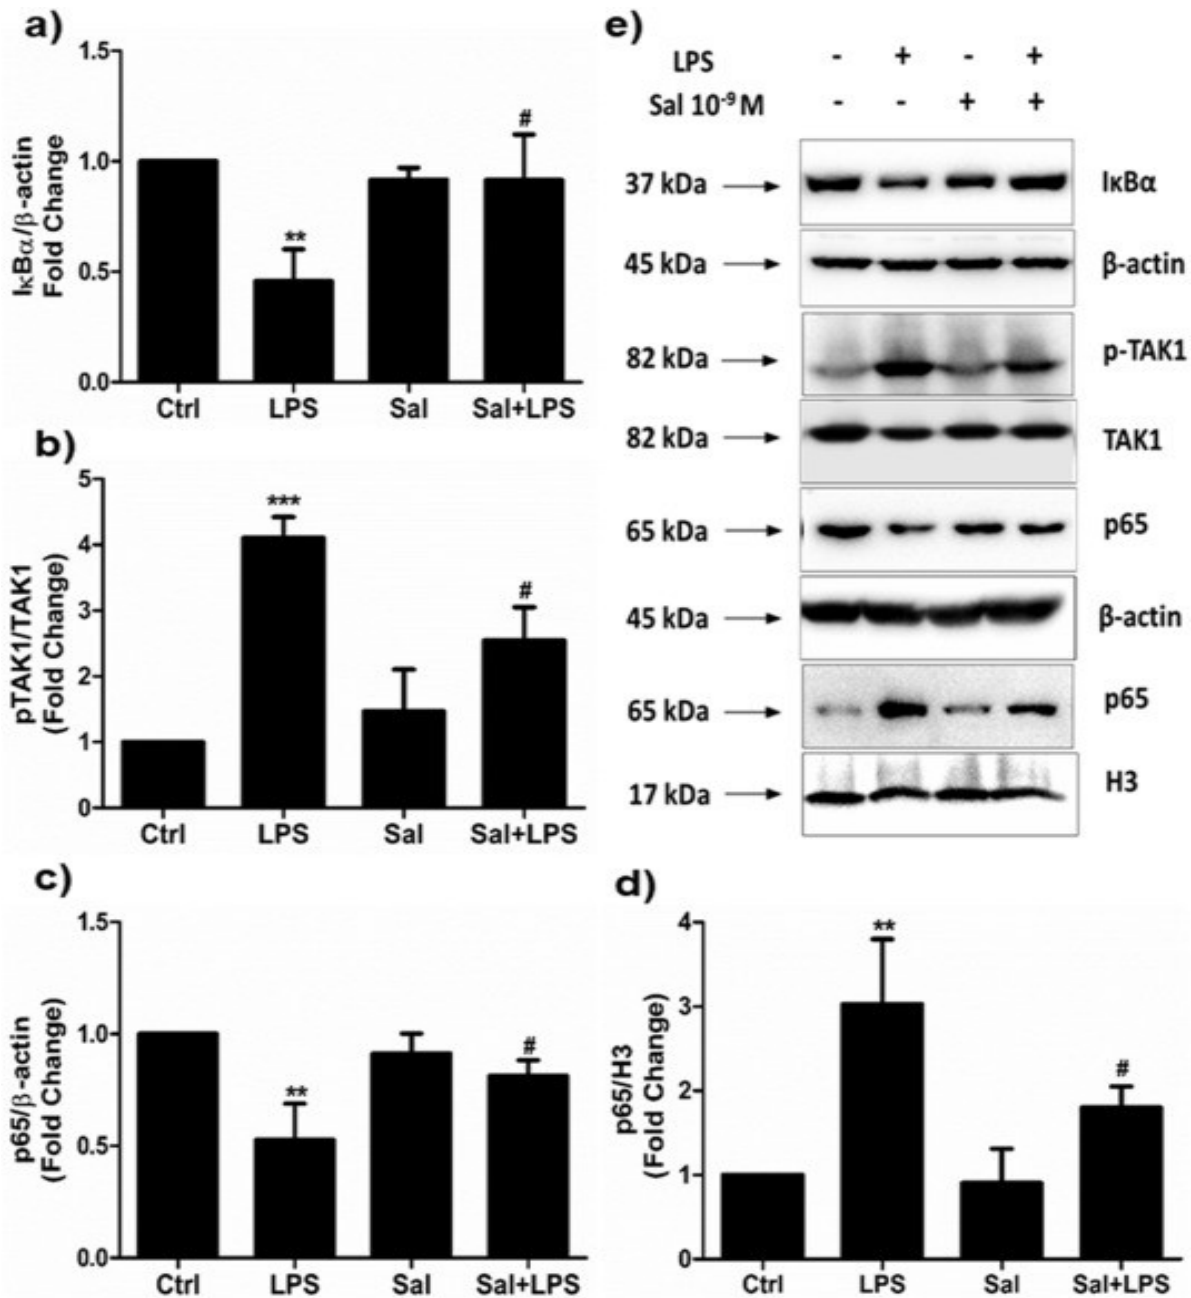 a)
IκBα/β-actin
Fold Change
1.5
1.0
0.5
0.0
**
#
Ctrl LPS Sal Sal+LPS
b)
pTAK1/TAK1
(Fold Change)
5
4
3
2
1
0
***
#
Ctrl LPS Sal Sal+LPS
c)
p65/β-actin
(Fold Change)
1.5
1.0
0.5
0.0
**
#
Ctrl LPS Sal Sal+LPS
e)
LPS - + - +
Sal 10⁻⁹ M - - + +
37 kDa IκBα
45 kDa β-actin
82 kDa p-TAK1
82 kDa TAK1
65 kDa p65
45 kDa β-actin
65 kDa p65
17 kDa H3
d)
p65/H3
(Fold Change)
4
3
2
1
0
**
#
Ctrl LPS Sal Sal+LPS